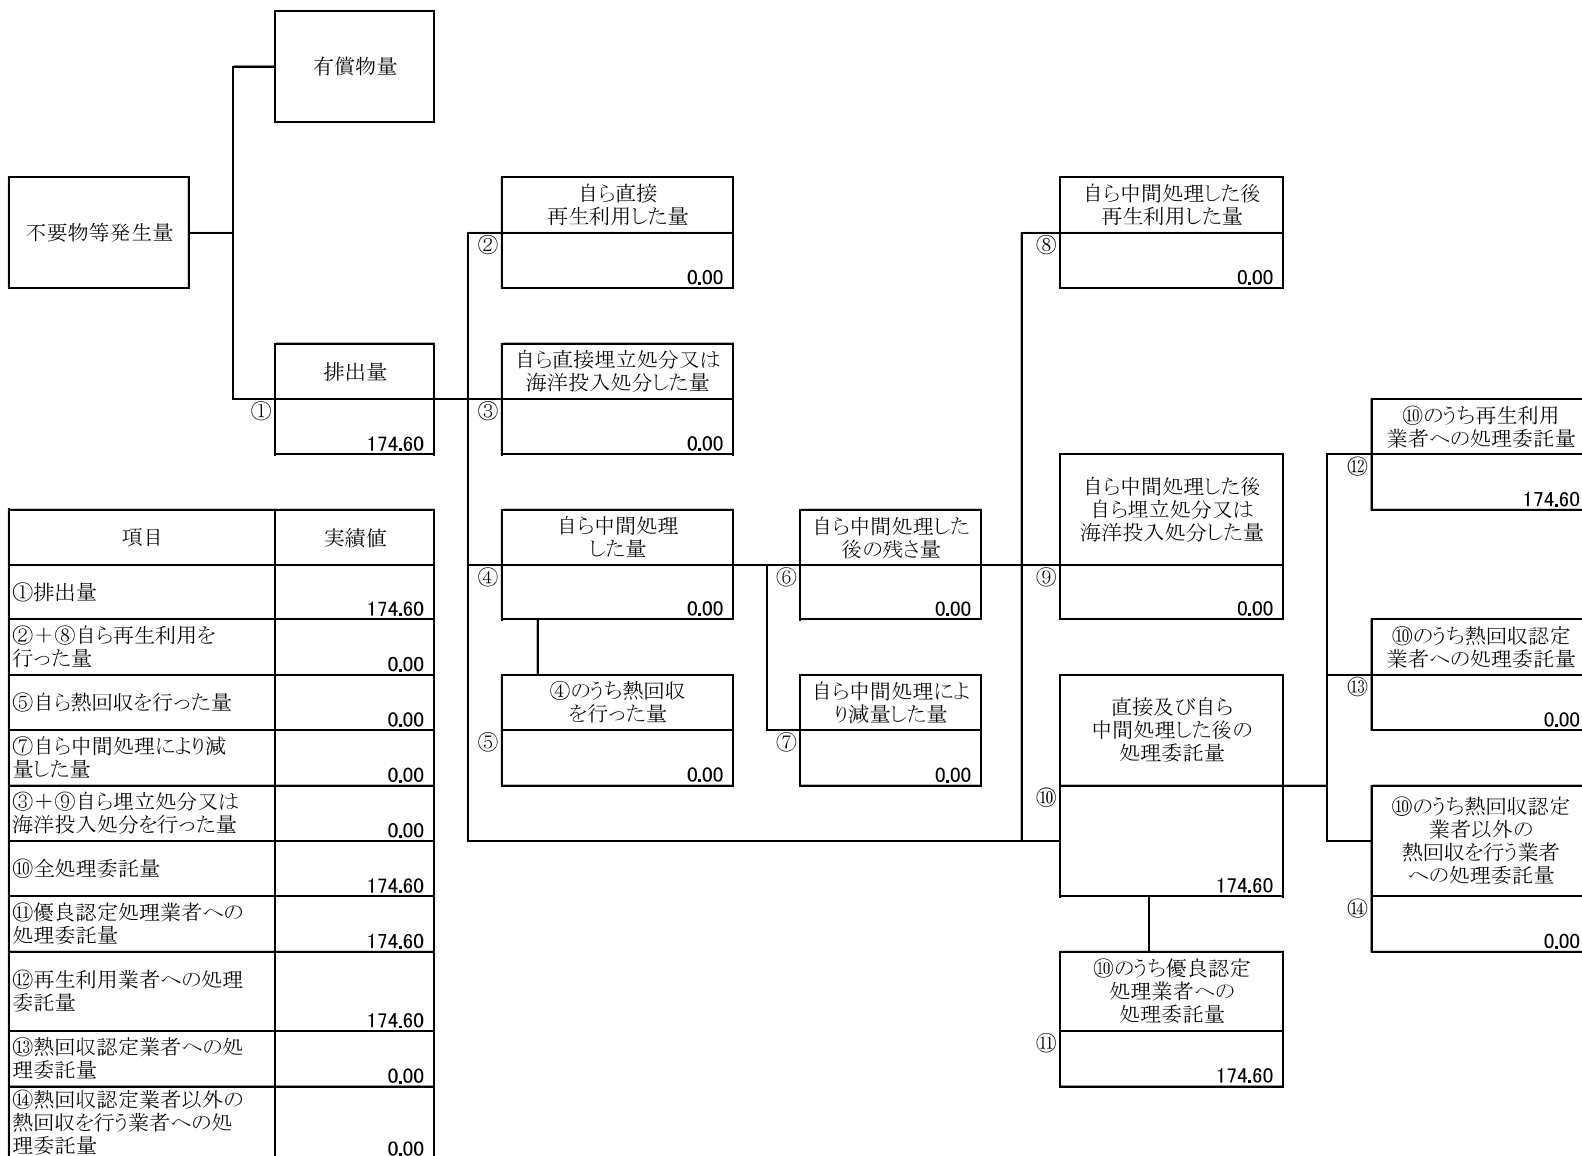 有償物量
不要物等発生量
自ら直接
再生利用した量
②
0.00
自ら中間処理した後
再生利用した量
⑧
0.00
排出量
①
174.60
自ら直接埋立処分又は
海洋投入処分した量
③
0.00
⑩のうち再生利用
業者への処理委託量
⑫
174.60
自ら中間処理
した量
④
0.00
自ら中間処理した
後の残さ量
⑥
0.00
自ら中間処理した後
自ら埋立処分又は
海洋投入処分した量
⑨
0.00
⑩のうち熱回収認定
業者への処理委託量
⑬
0.00
④のうち熱回収
を行った量
⑤
0.00
自ら中間処理によ
り減量した量
⑦
0.00
直接及び自ら
中間処理した後の
処理委託量
⑩
174.60
⑩のうち熱回収認定
業者以外の
熱回収を行う業者
への処理委託量
⑭
0.00
⑩のうち優良認定
処理業者への
処理委託量
⑪
174.60
項目 実績値
①排出量
174.60
②＋⑧自ら再生利用を
行った量
0.00
⑤自ら熱回収を行った量
0.00
⑦自ら中間処理により減
量した量
0.00
③＋⑨自ら埋立処分又は
海洋投入処分を行った量
0.00
⑩全処理委託量
174.60
⑪優良認定処理業者への
処理委託量
174.60
⑫再生利用業者への処理
委託量
174.60
⑬熱回収認定業者への処
理委託量
0.00
⑭熱回収認定業者以外の
熱回収を行う業者への処
理委託量
0.00